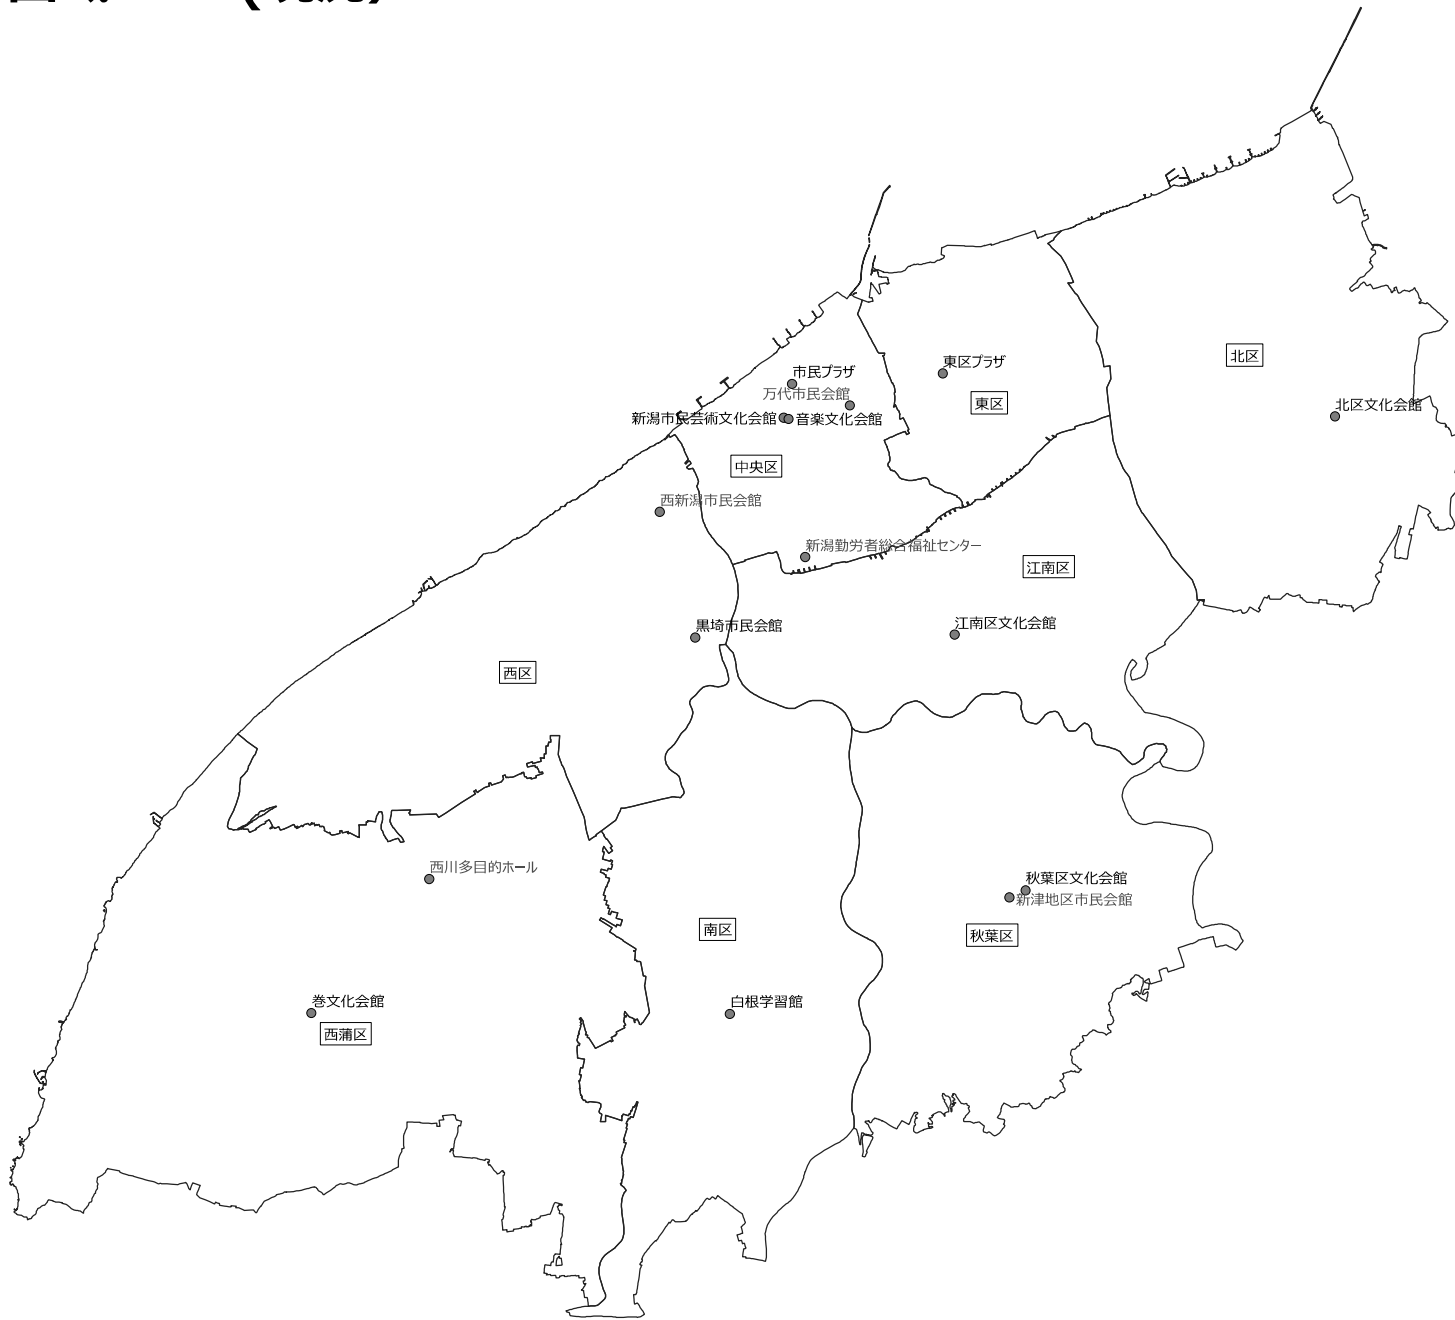 北区
東区プラザ
市民プラザ
万代市民会館
東区
北区文化会館
新潟市民芸術文化会館
音楽文化会館
中央区
西新潟市民会館
新潟勤労者総合福祉センター
江南区
江南区文化会館
黒埼市民会館
西区
西川多目的ホール
秋葉区文化会館
新津地区市民会館
南区
秋葉区
巻文化会館
白根学習館
西蒲区